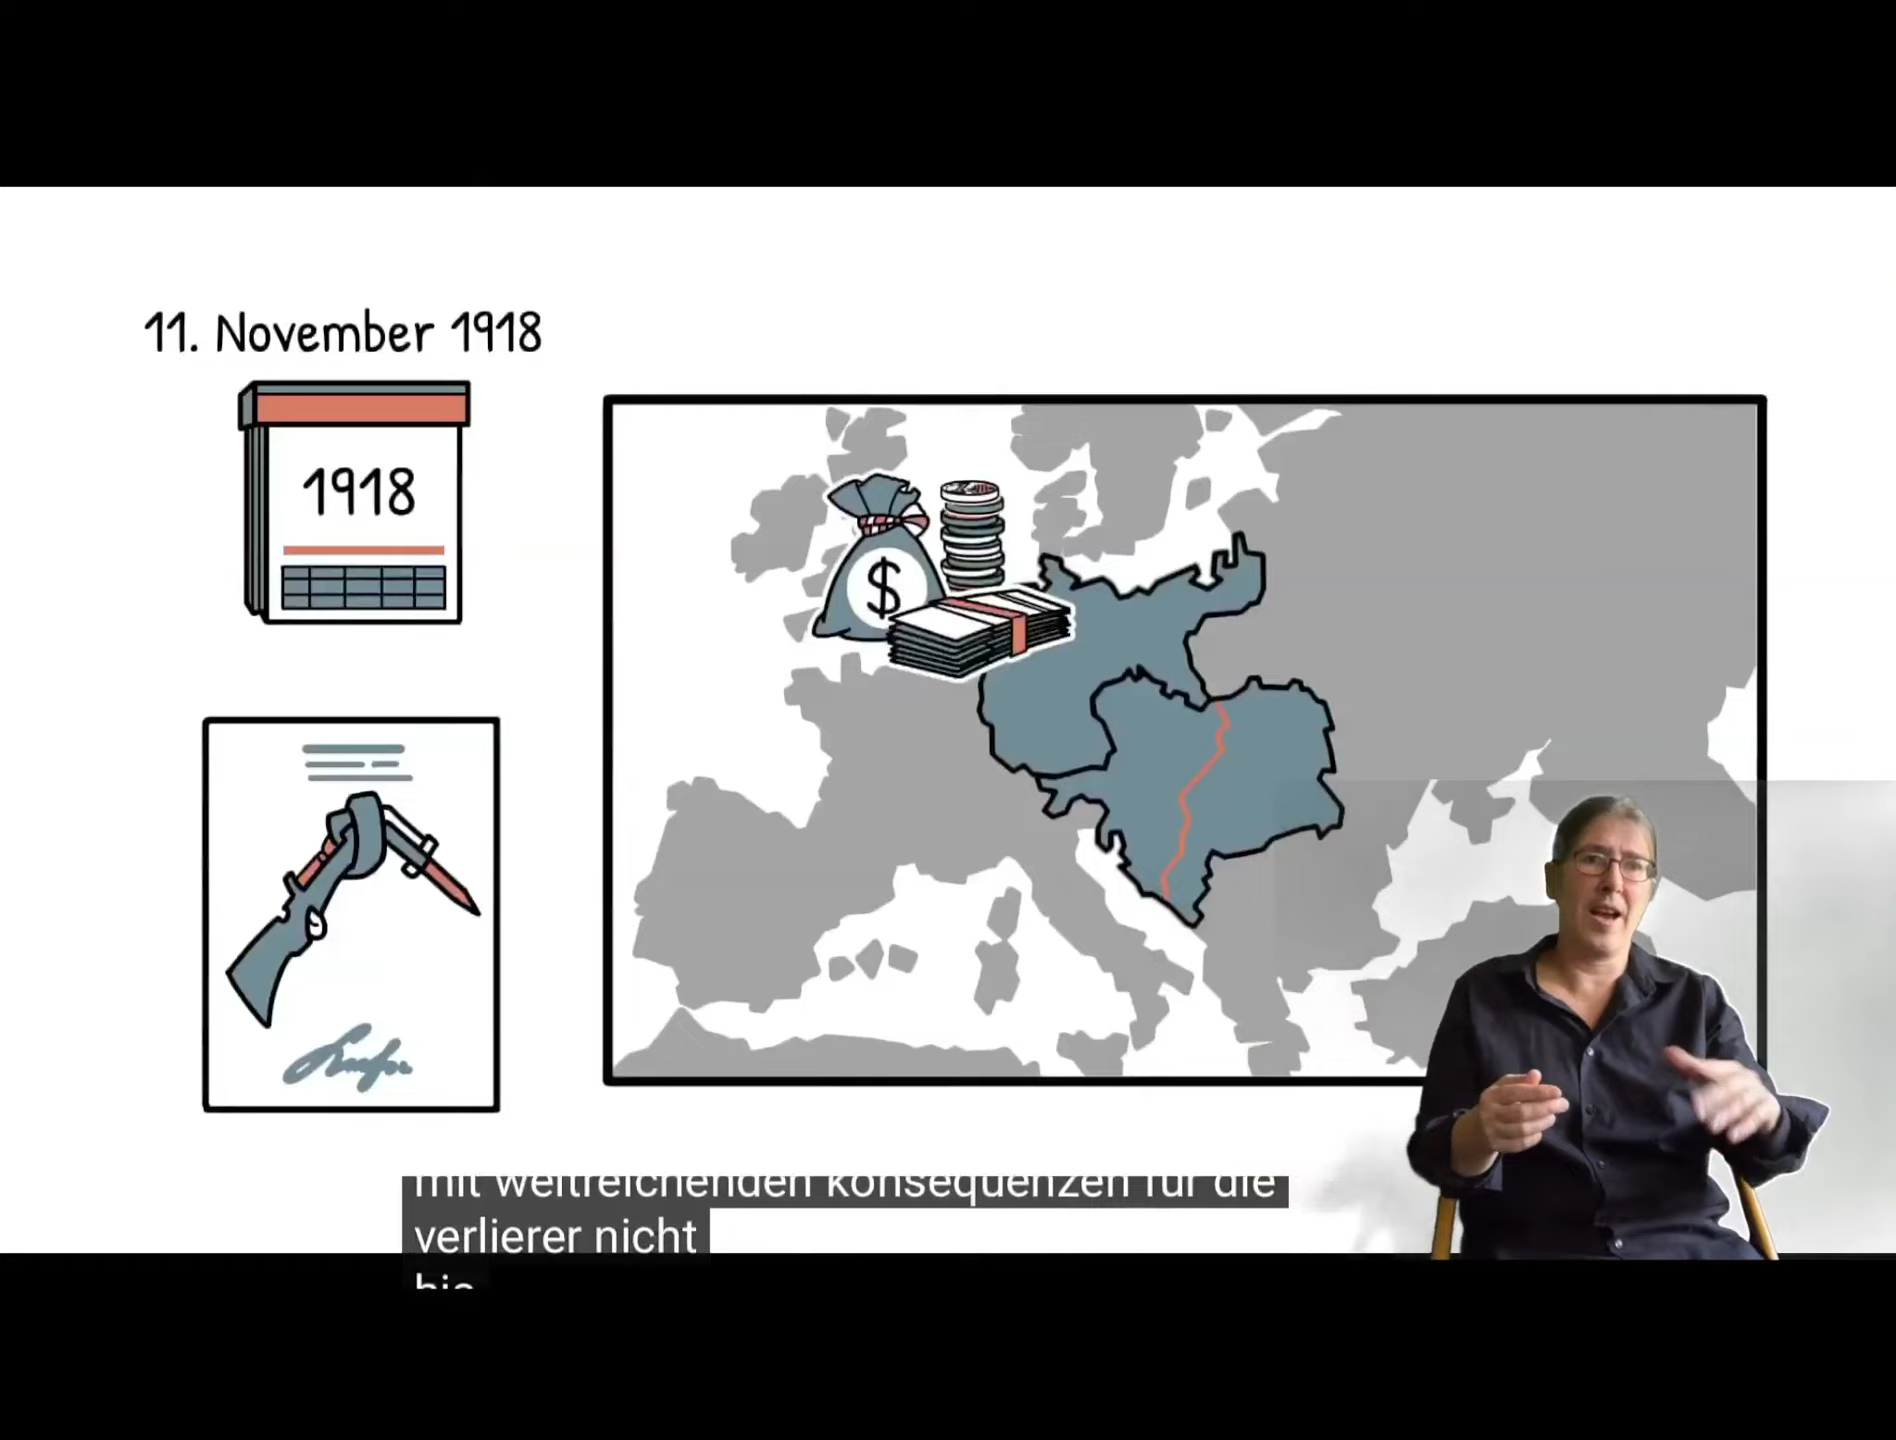 11. November 1918
1918
$
mit weitreichenden konsequenzen für die
verlierer nicht